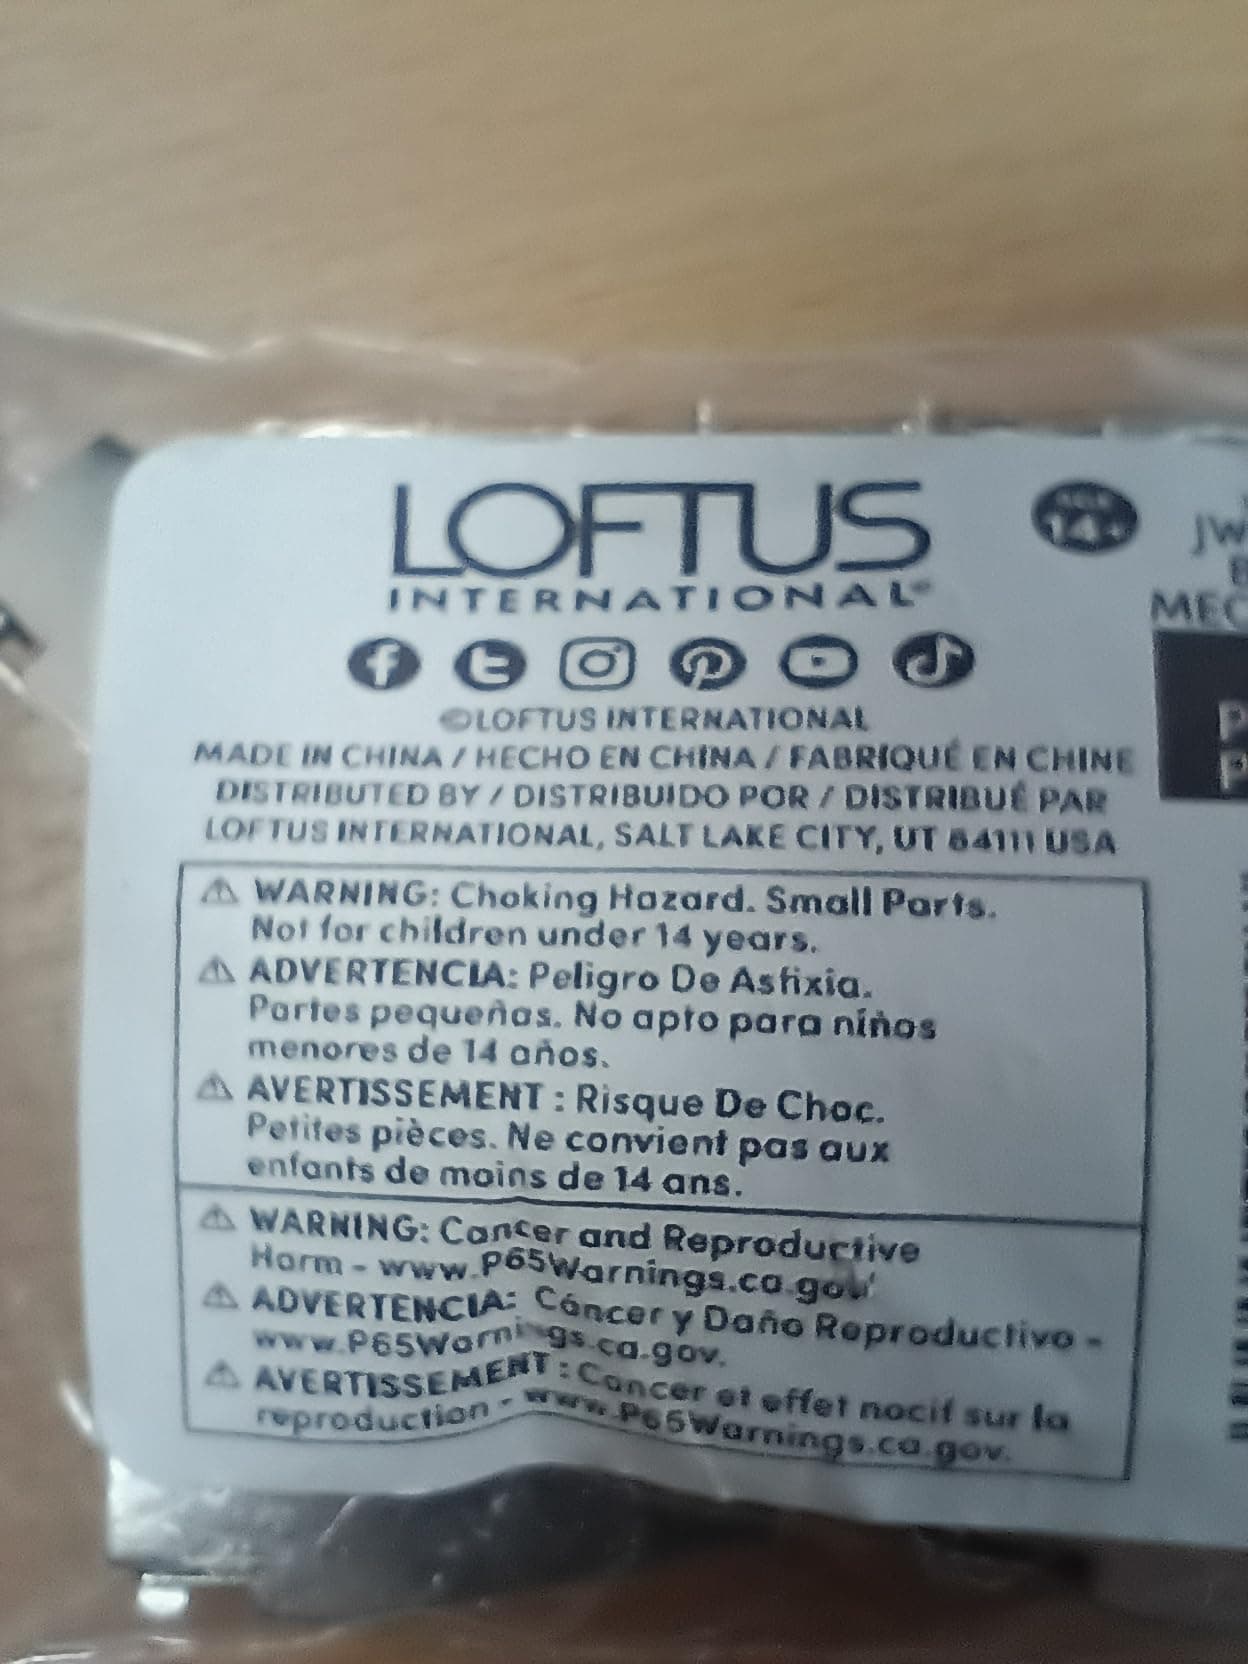 LOFTUS
INTERNATIONAL®
AGE
14+
JW
MEC
©LOFTUS INTERNATIONAL
MADE IN CHINA / HECHO EN CHINA / FABRIQUÉ EN CHINE
DISTRIBUTED BY / DISTRIBUÍDO POR / DISTRIBUÉ PAR
LOFTUS INTERNATIONAL, SALT LAKE CITY, UT 84111 USA
⚠ WARNING: Choking Hazard. Small Parts.
Not for children under 14 years.
⚠ ADVERTENCIA: Peligro De Asfixia.
Partes pequeñas. No apto para niños
menores de 14 años.
⚠ AVERTISSEMENT : Risque De Choc.
Petites pièces. Ne convient pas aux
enfants de moins de 14 ans.
⚠ WARNING: Cancer and Reproductive
Harm - www.P65Warnings.ca.gov
⚠ ADVERTENCIA: Cáncer y Daño Reproductivo -
www.P65Warnings.ca.gov.
⚠ AVERTISSEMENT : Cancer et effet nocif sur la
reproduction - www.P65Warnings.ca.gov.